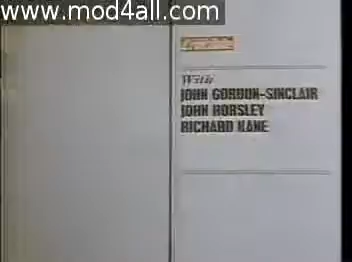 www.mod4all.com
With
JOHN GORDON-SINCLAIR
JOHN HORSLEY
RICHARD KANE